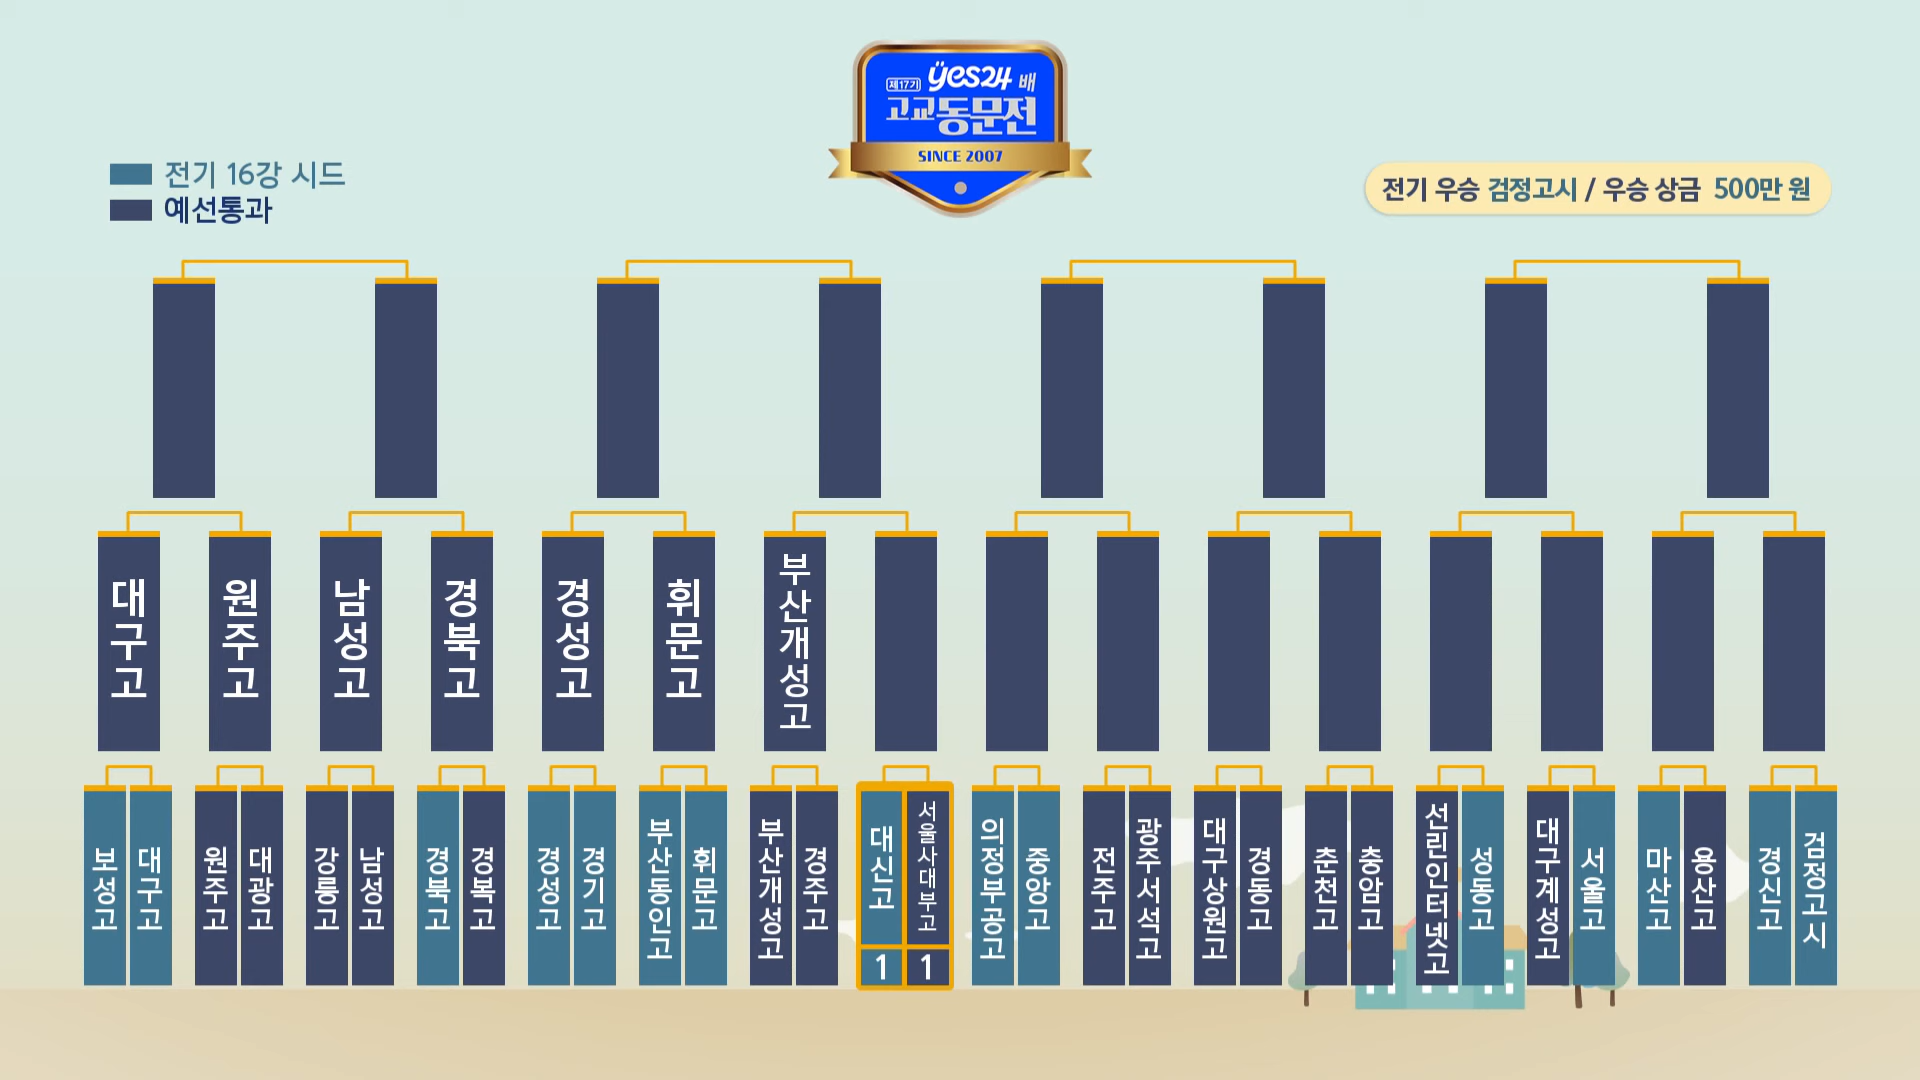 제17기 yes24 배
고교동문전
SINCE 2007
전기 16강 시드
예선통과
전기 우승 검정고시 / 우승 상금 500만 원
대구고
원주고
남성고
경북고
경성고
휘문고
부산개성고
보성고
대구고
원주고
대광고
강릉고
남성고
경북고
경복고
경성고
경기고
부산동인고
휘문고
부산개성고
경주고
대신고
1
서울사대부고
1
의정부공고
중앙고
전주고
광주서석고
대구상원고
경동고
춘천고
충암고
선린인터넷고
성동고
대구계성고
서울고
마산고
용산고
경신고
검정고시